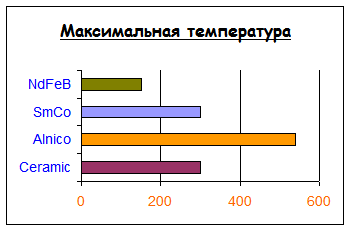 Максимальная температура
NdFeB
SmCo
Alnico
Ceramic
0 200 400 600